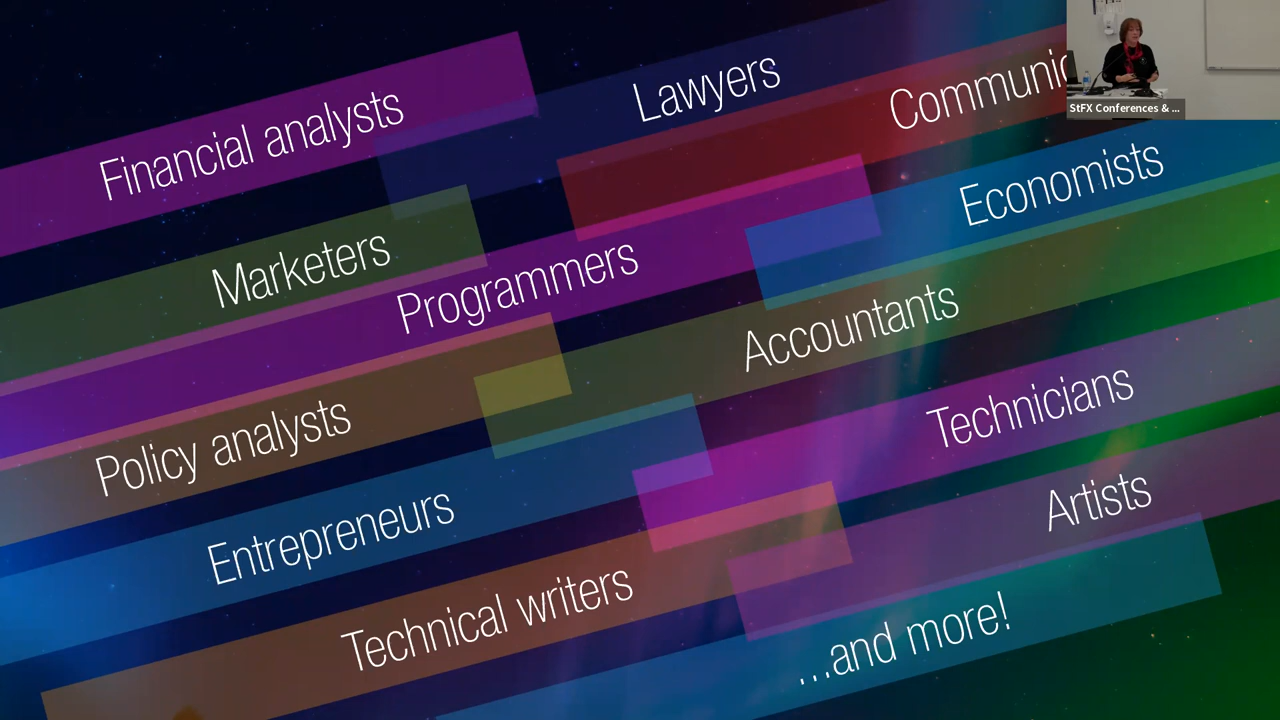 Financial analysts
Lawyers
Communic
StFX Conferences & ...
Marketers
Programmers
Economists
Policy analysts
Accountants
Entrepreneurs
Technicians
Technical writers
Artists
...and more!